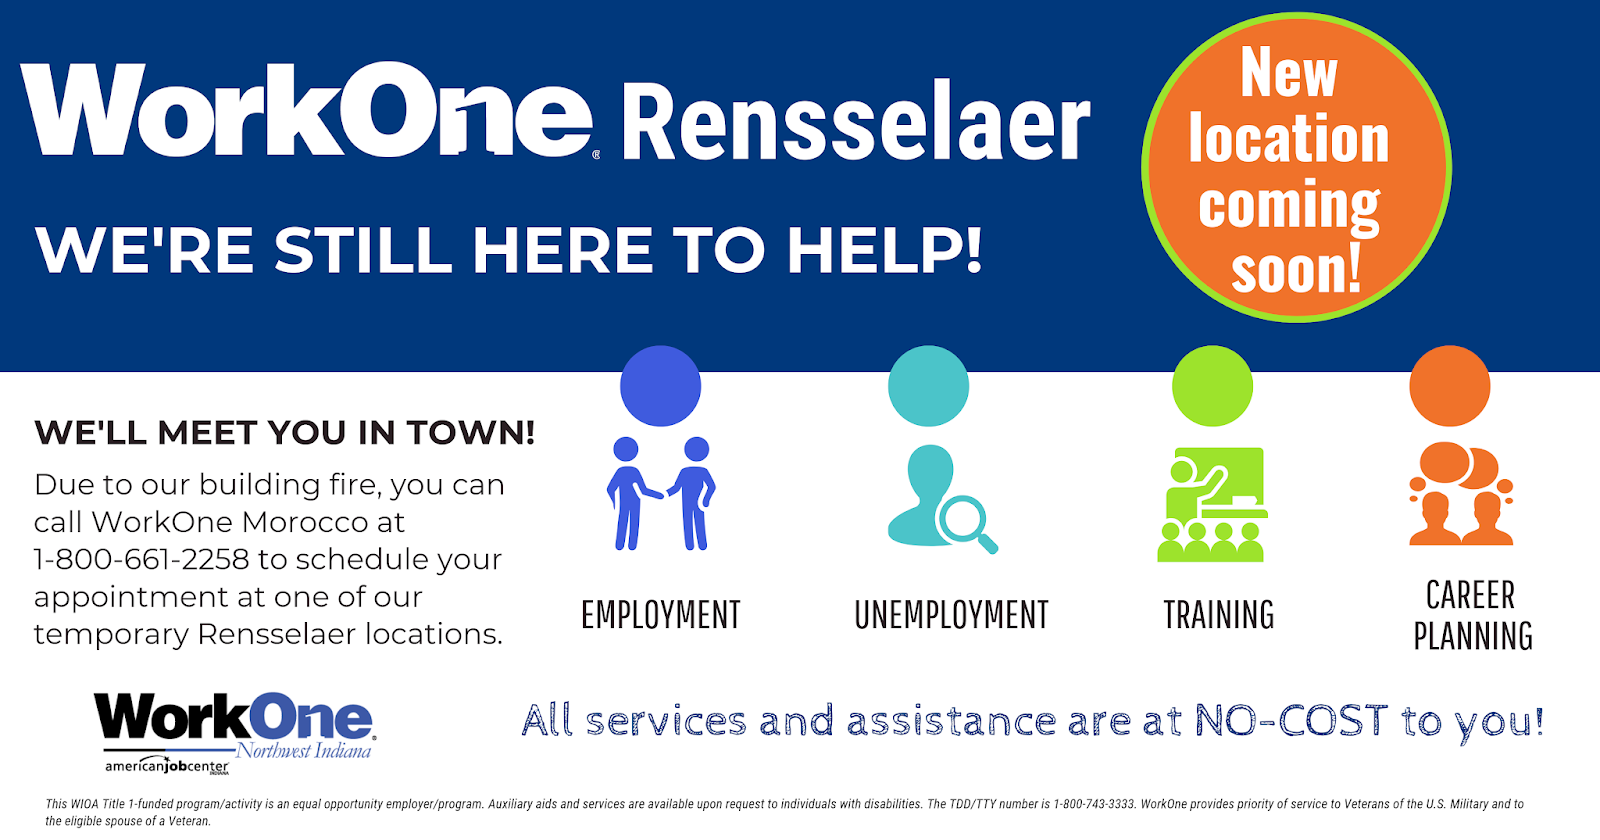 WorkOne® Rensselaer
New
location
coming
soon!
WE'RE STILL HERE TO HELP!
WE'LL MEET YOU IN TOWN!
Due to our building fire, you can
call WorkOne Morocco at
1-800-661-2258 to schedule your
appointment at one of our
temporary Rensselaer locations.
EMPLOYMENT
UNEMPLOYMENT
TRAINING
CAREER
PLANNING
WorkOne®
Northwest Indiana
americanjobcenter
INDIANA
All services and assistance are at NO-COST to you!
This WIOA Title 1-funded program/activity is an equal opportunity employer/program. Auxiliary aids and services are available upon request to individuals with disabilities. The TDD/TTY number is 1-800-743-3333. WorkOne provides priority of service to Veterans of the U.S. Military and to
the eligible spouse of a Veteran.